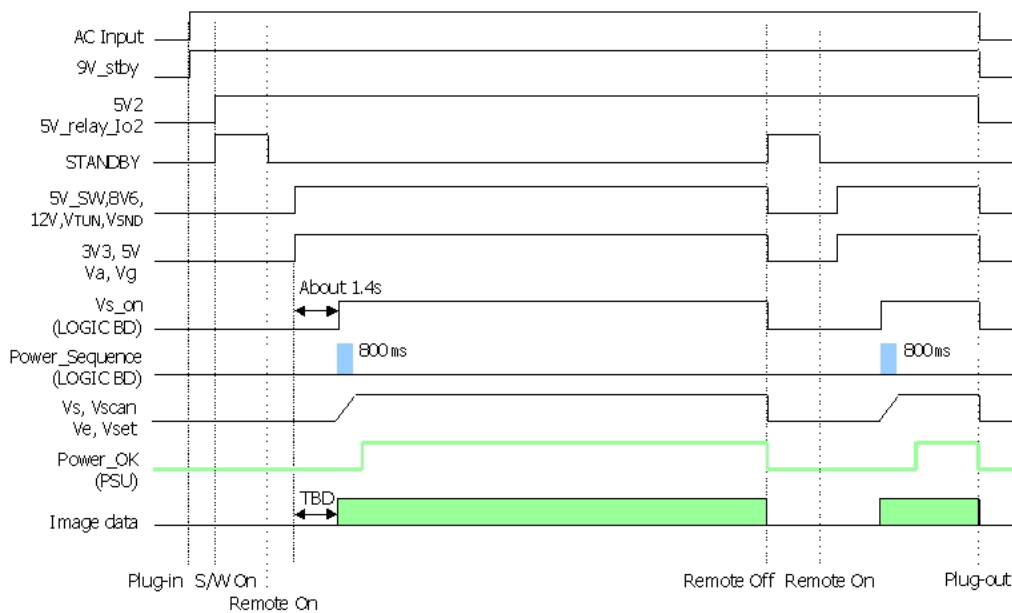 AC Input
9V_stby
5V2
5V_relay_Io2
STANDBY
5V_SW,8V6,
12V,VTUN,VSND
3V3, 5V
Va, Vg
About 1.4s
Vs_on
(LOGIC BD)
Power_Sequence
(LOGIC BD)
800ms
800ms
Vs, Vscan
Ve, Vset
Power_OK
(PSU)
TBD
Image data
Plug-in S/W On Remote Off Remote On Plug-out
Remote On